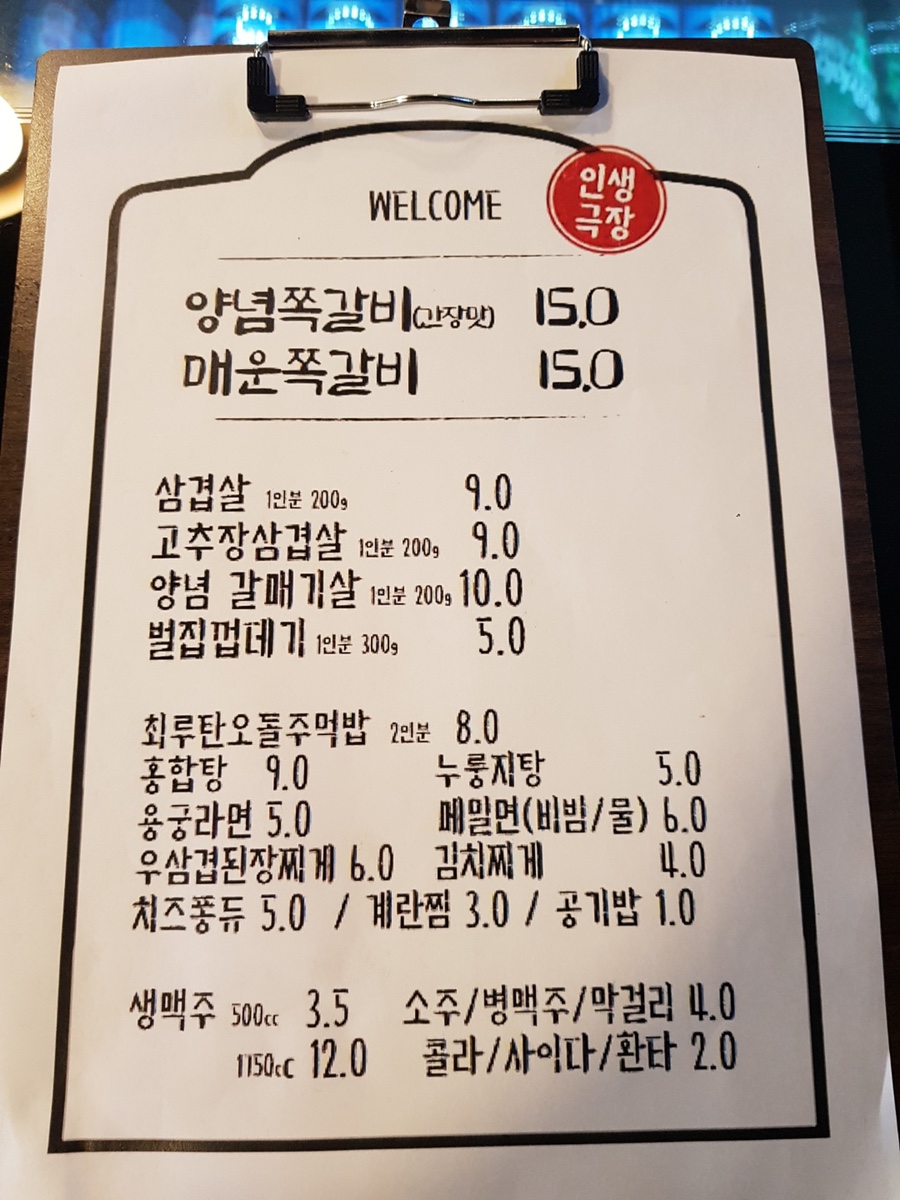 WELCOME
인생
극장
양념쪽갈비(간장맛) 15.0
매운쪽갈비 15.0
삼겹살 1인분 200g 9.0
고추장삼겹살 1인분 200g 9.0
양념 갈매기살 1인분 200g 10.0
벌집껍데기 1인분 300g 5.0
최루탄오돌주먹밥 2인분 8.0
홍합탕 9.0 누룽지탕 5.0
용궁라면 5.0 메밀면(비빔/물) 6.0
우삼겹된장찌개 6.0 김치찌개 4.0
치즈퐁듀 5.0 / 계란찜 3.0 / 공기밥 1.0
생맥주 500cc 3.5 소주/병맥주/막걸리 4.0
1750cc 12.0 콜라/사이다/환타 2.0